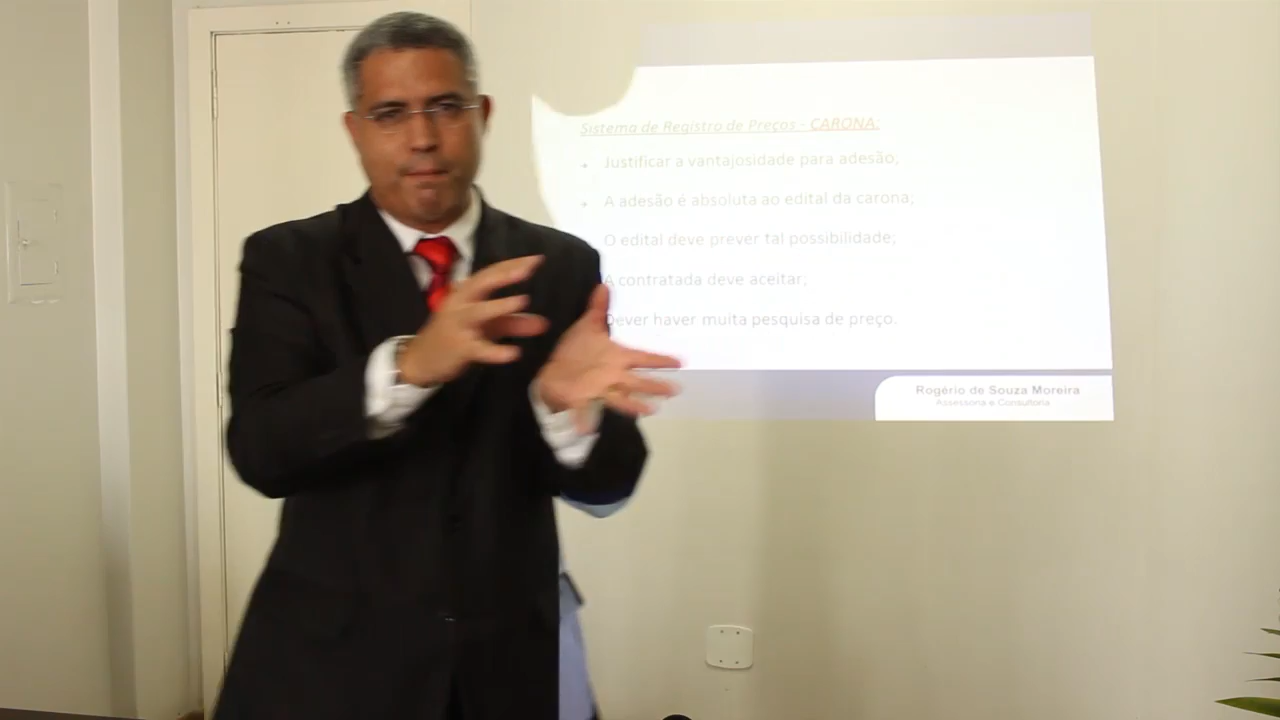 Sistema de Registro de Preços - CARONA:
Justificar a vantajosidade para adesão;
A adesão é absoluta ao edital da carona;
O edital deve prever tal possibilidade;
A contratada deve aceitar;
Dever haver muita pesquisa de preço.
Rogério de Souza Moreira
Assessoria e Consultoria